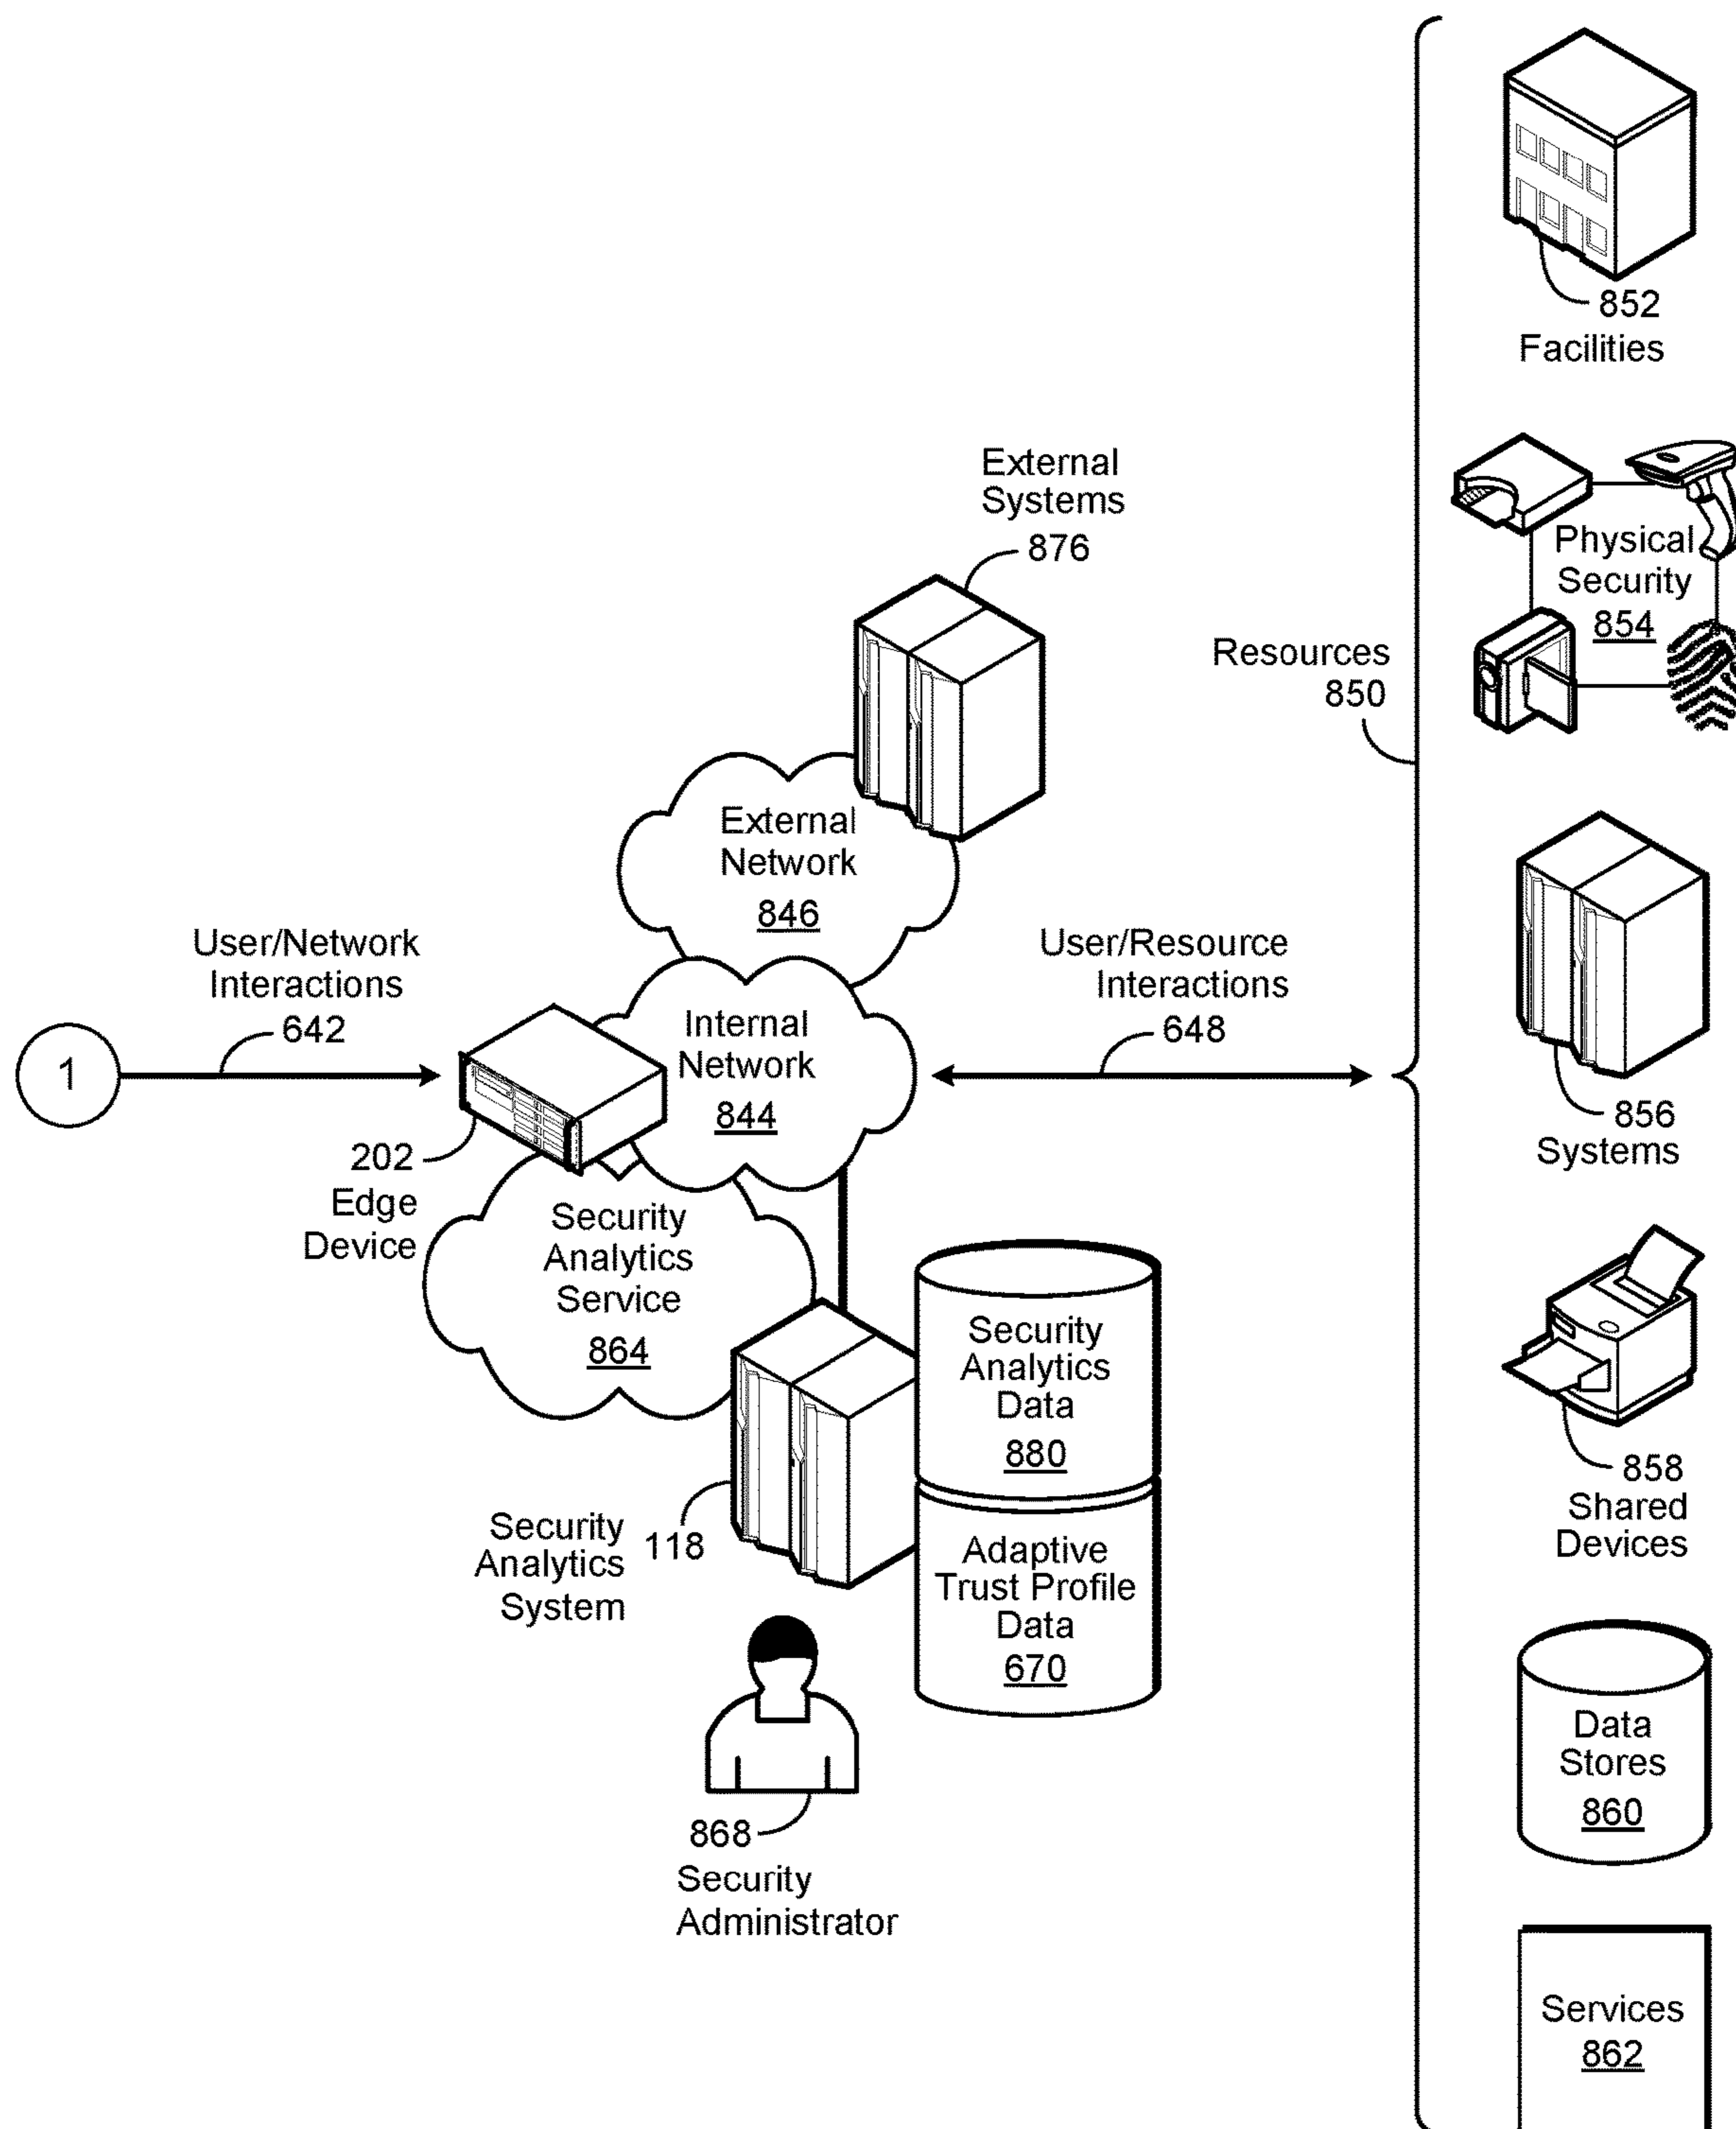 852
Facilities
External
Systems
876
Physical
Security
854
Resources
850
External
Network
846
User/Network
Interactions
642
User/Resource
Interactions
648
1
Internal
Network
844
856
Systems
202
Edge
Device
Security
Analytics
Service
864
Security
Analytics
Data
880
858
Shared
Devices
Security
Analytics
System
118
Adaptive
Trust Profile
Data
670
Data
Stores
860
868
Security
Administrator
Services
862